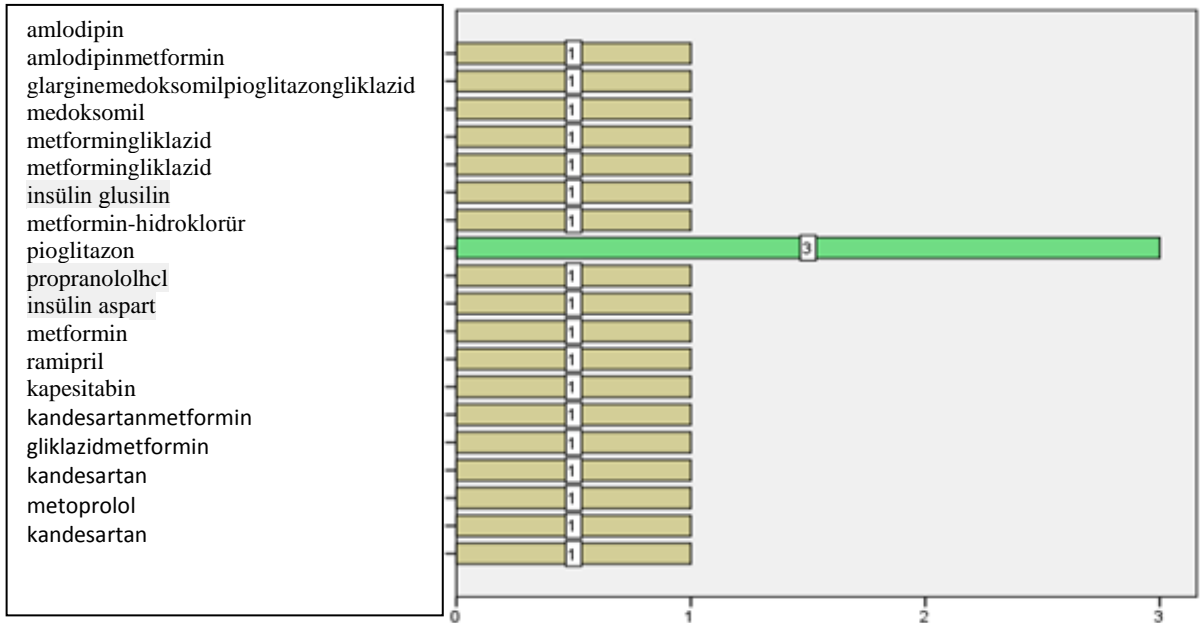 amlodipin
amlodipinmetformin
glarginemedoksomilpioglitazongliklazid
medoksomil
metformingliklazid
metformingliklazid
insülin glusilin
metformin-hidroklorür
pioglitazon
propranololhcl
insülin aspart
metformin
ramipril
kapesitabin
kandesartanmetformin
gliklazidmetformin
kandesartan
metoprolol
kandesartan
1
1
1
1
1
1
1
3
1
1
1
1
1
1
1
1
1
1
1
0 1 2 3